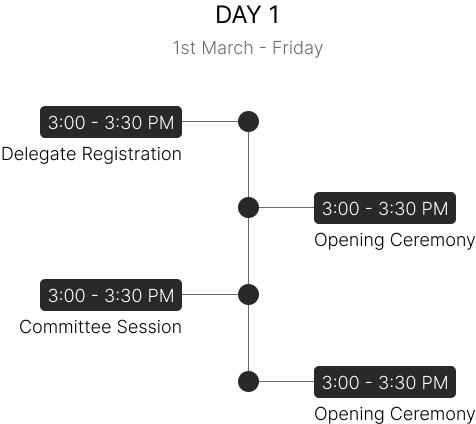 DAY 1
1st March - Friday
3:00 - 3:30 PM
Delegate Registration
3:00 - 3:30 PM
Opening Ceremony
3:00 - 3:30 PM
Committee Session
3:00 - 3:30 PM
Opening Ceremony